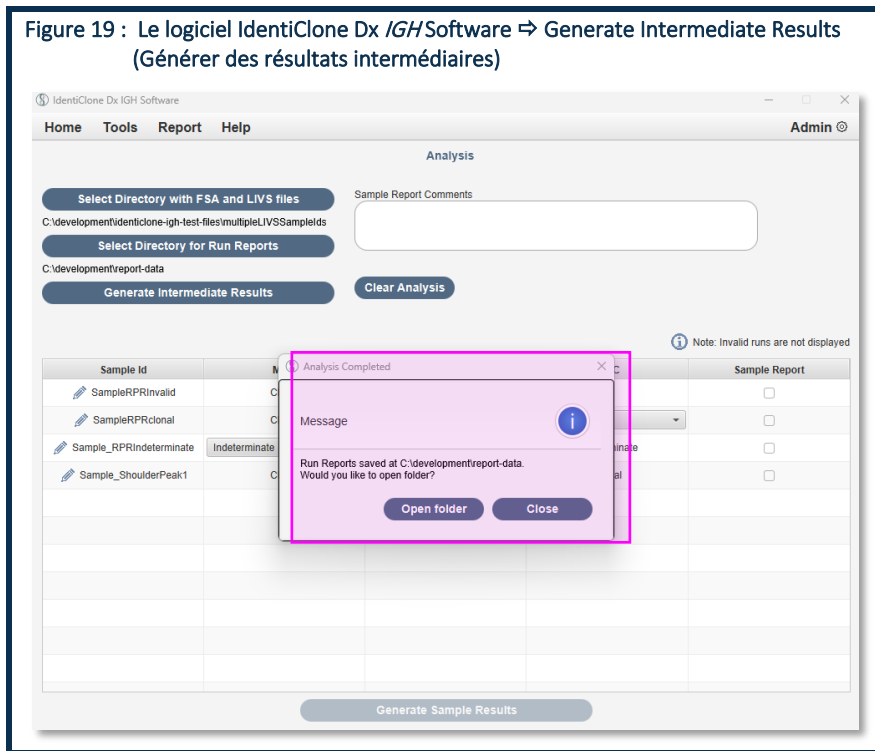 Figure 19 : Le logiciel IdentiClone Dx IGH Software ⇨ Generate Intermediate Results
(Générer des résultats intermédiaires)
IdentiClone Dx IGH Software
Home Tools Report Help Admin
Analysis
Select Directory with FSA and LIVS files
Sample Report Comments
C:\development\identiclone-igh-test-files\multipleLIVSSampleIds
Select Directory for Run Reports
C:\development\report-data
Generate Intermediate Results
Clear Analysis
Note: Invalid runs are not displayed
Sample Id M C Sample Report
Analysis Completed
SampleRPRInvalid C
SampleRPRclonal C
Message
Sample_RPRIndeterminate Indeterminate inate
Sample_ShoulderPeak1 C al
Run Reports saved at C:\development\report-data.
Would you like to open folder?
Open folder Close
Generate Sample Results